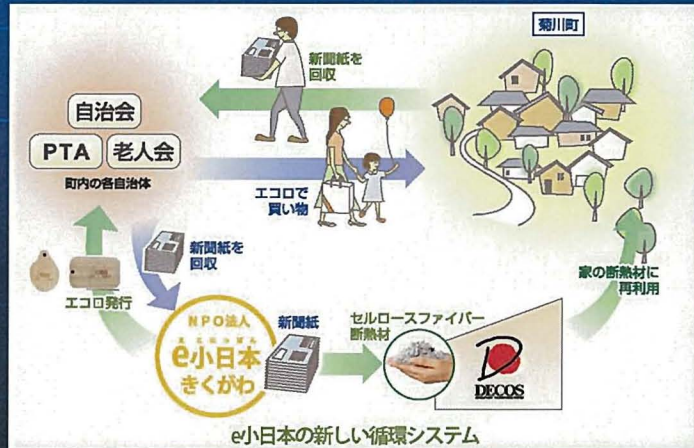 菊川町
新聞紙を
回収
自治会
PTA
老人会
町内の各自治体
エコロで
買い物
新聞紙を
回収
エコロ発行
家の断熱材に
再利用
NPO法人
e小日本
きくがわ
新聞紙
セルロースファイバー
断熱材
DECOS
e小日本の新しい循環システム